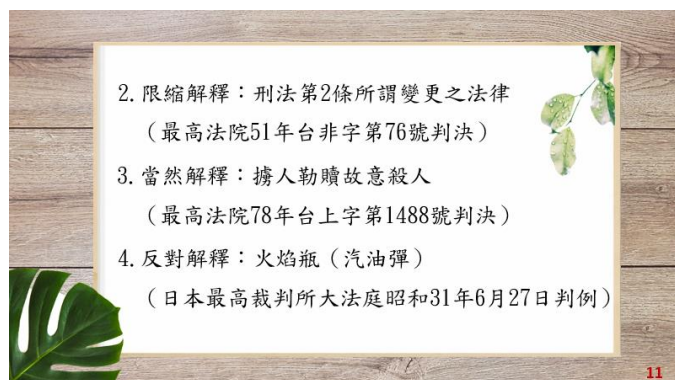 2.限縮解釋：刑法第2條所謂變更之法律
（最高法院51年台非字第76號判決）
3.當然解釋：擄人勒贖故意殺人
（最高法院78年台上字第1488號判決）
4.反對解釋：火焰瓶（汽油彈）
（日本最高裁判所大法庭昭和31年6月27日判例）
11